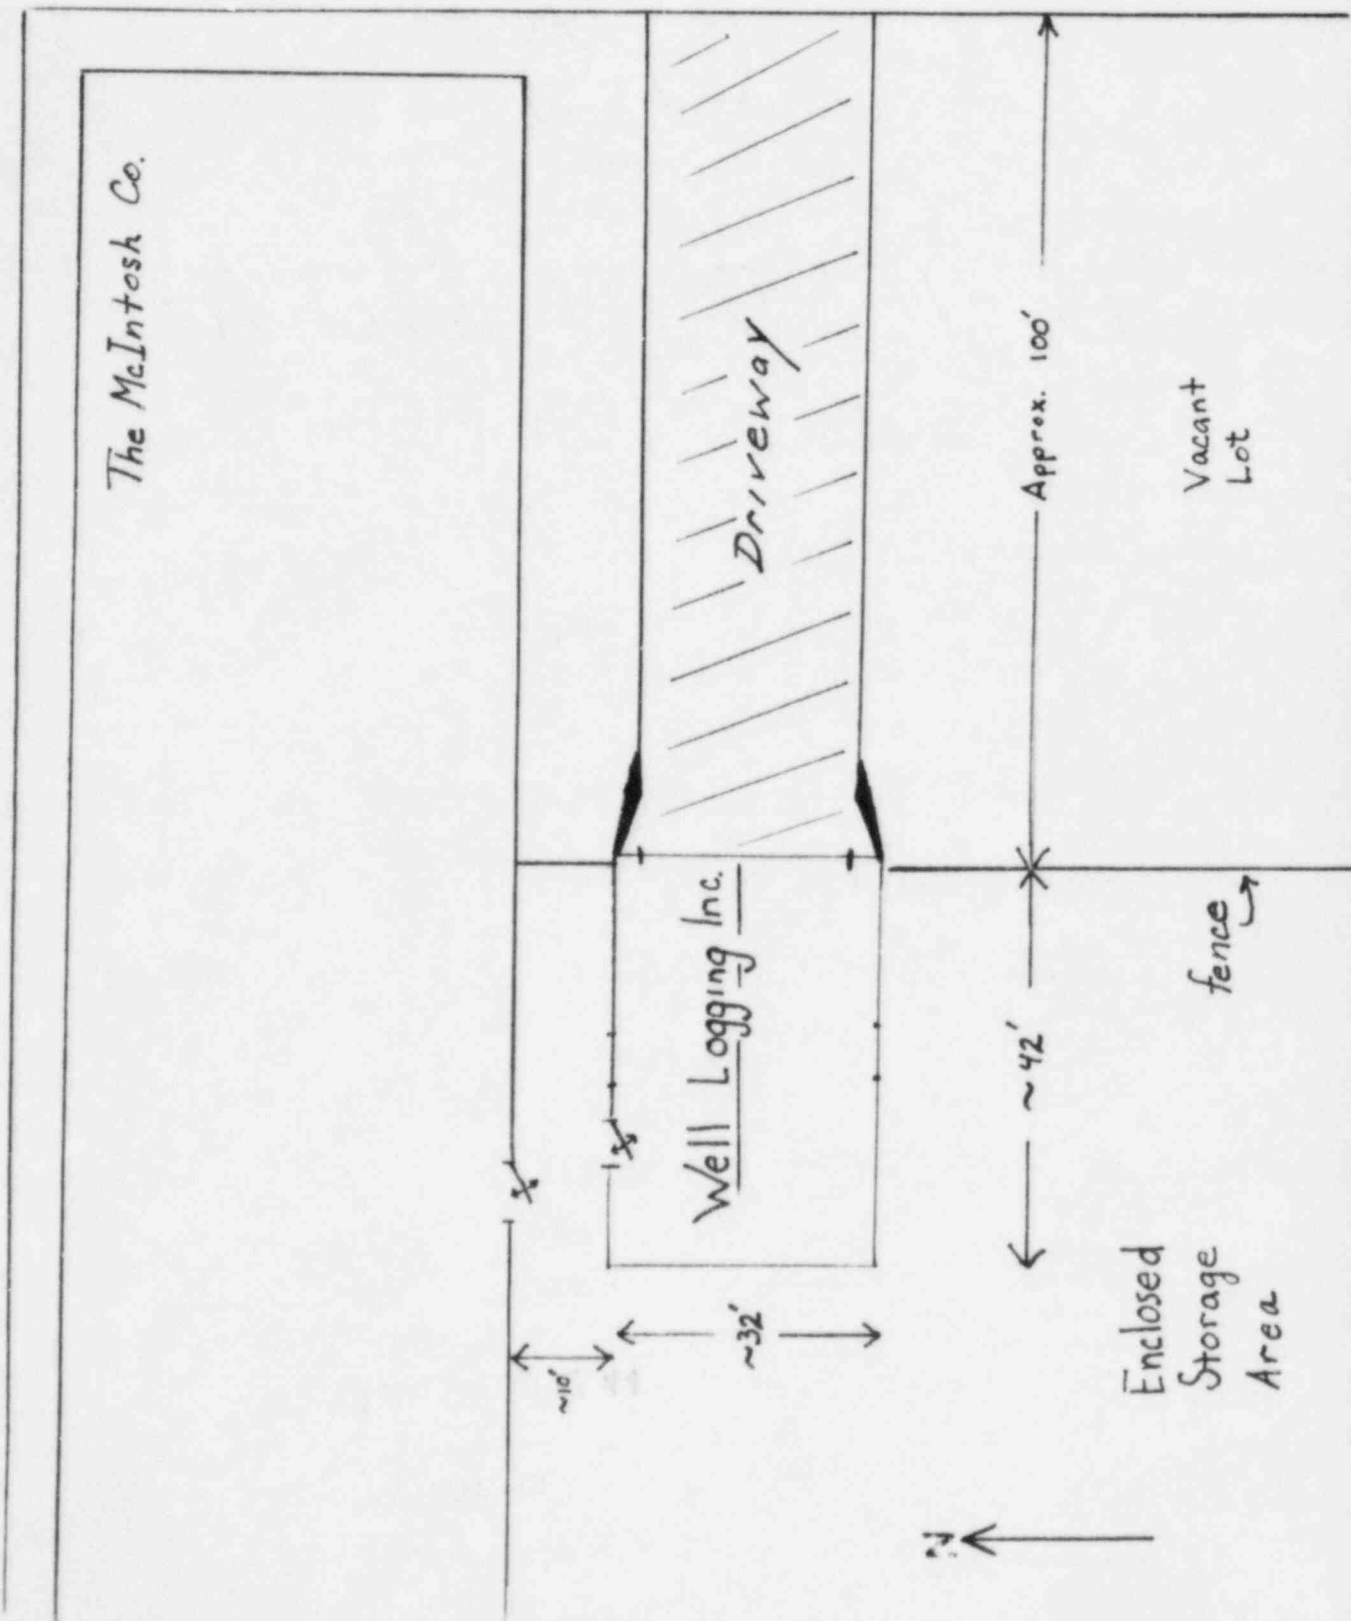 The McIntosh Co.
Driveway
Approx. 100'
Vacant
Lot
Well Logging Inc.
fence
~42'
~32'
~10'
Enclosed
Storage
Area
N